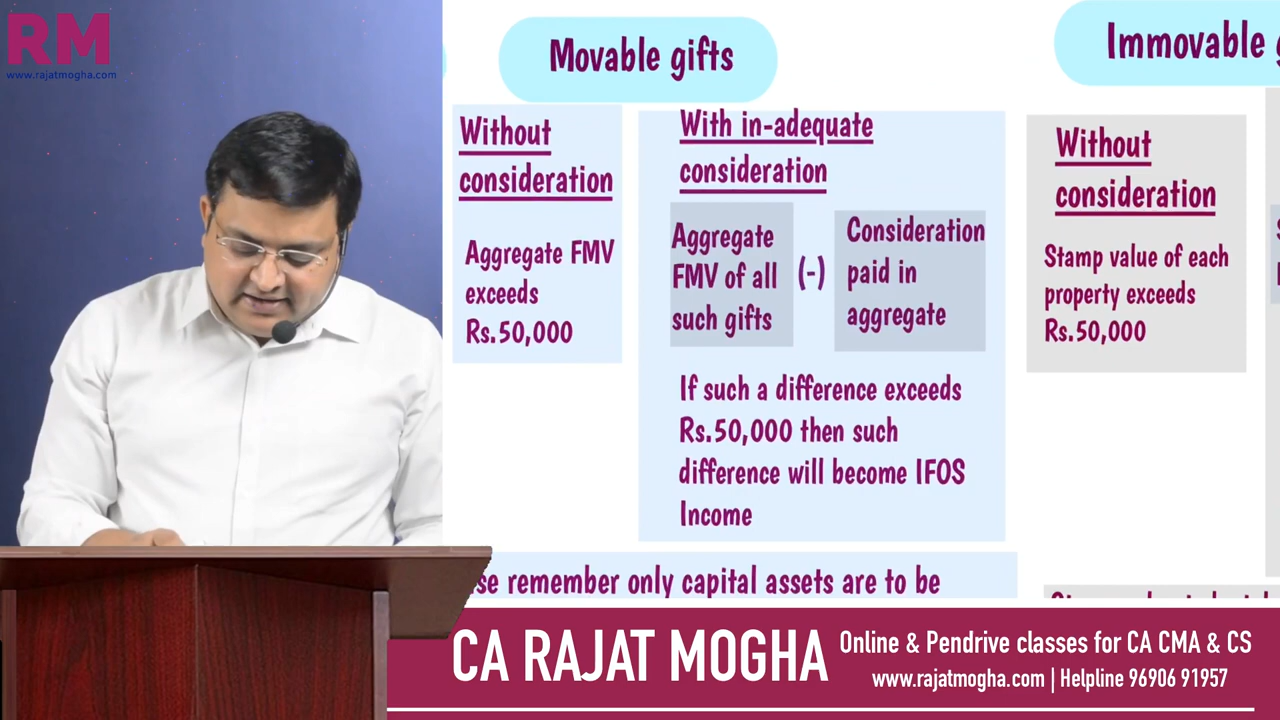 RM
www.rajatmogha.com
Movable gifts
Without
consideration
Aggregate FMV
exceeds
Rs.50,000
With in-adequate
consideration
Aggregate
FMV of all
such gifts
(-)
Consideration
paid in
aggregate
If such a difference exceeds
Rs.50,000 then such
difference will become IFOS
Income
remember only capital assets are to be
Immovable
Without
consideration
Stamp value of each
property exceeds
Rs.50,000
CA RAJAT MOGHA
Online & Pendrive classes for CA CMA & CS
www.rajatmogha.com | Helpline 96906 91957